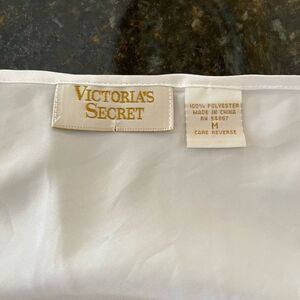 VICTORIA'S
SECRET
100% POLYESTER
MADE IN CHINA
RN 54867
M
CARE REVERSE